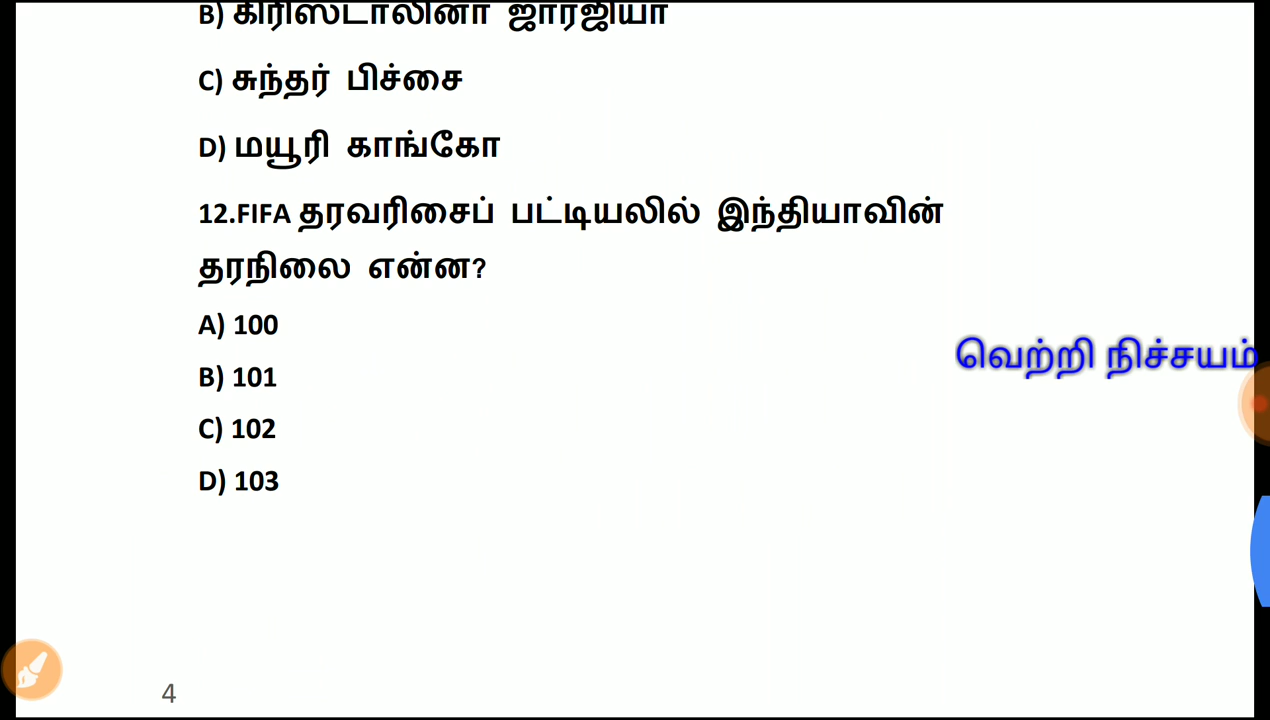 B) கிரிஸ்டாலினா ஜார்ஜியா
C) சுந்தர் பிச்சை
D) மயூரி காங்கோ
12.FIFA தரவரிசைப் பட்டியலில் இந்தியாவின்
தரநிலை என்ன?
A) 100
வெற்றி நிச்சயம்
B) 101
C) 102
D) 103
4